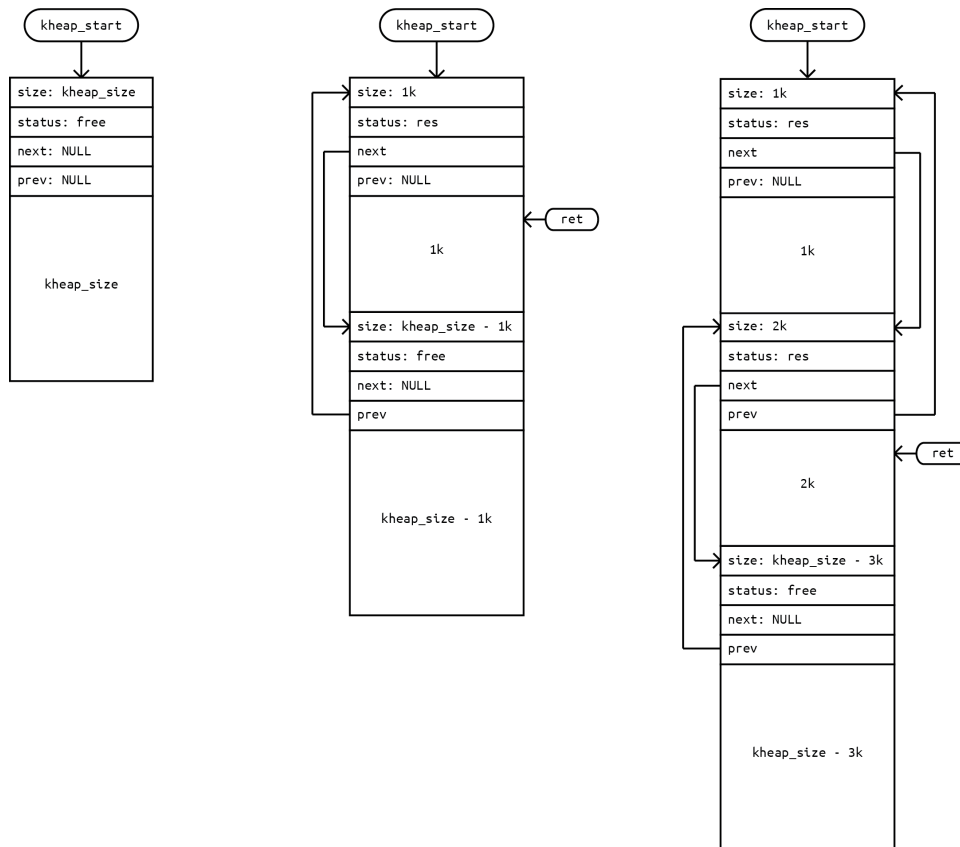 kheap_start
size: kheap_size
status: free
next: NULL
prev: NULL
kheap_size
kheap_start
size: 1k
status: res
next
prev: NULL
ret
1k
size: kheap_size - 1k
status: free
next: NULL
prev
kheap_size - 1k
kheap_start
size: 1k
status: res
next
prev: NULL
1k
size: 2k
status: res
next
prev
ret
2k
size: kheap_size - 3k
status: free
next: NULL
prev
kheap_size - 3k